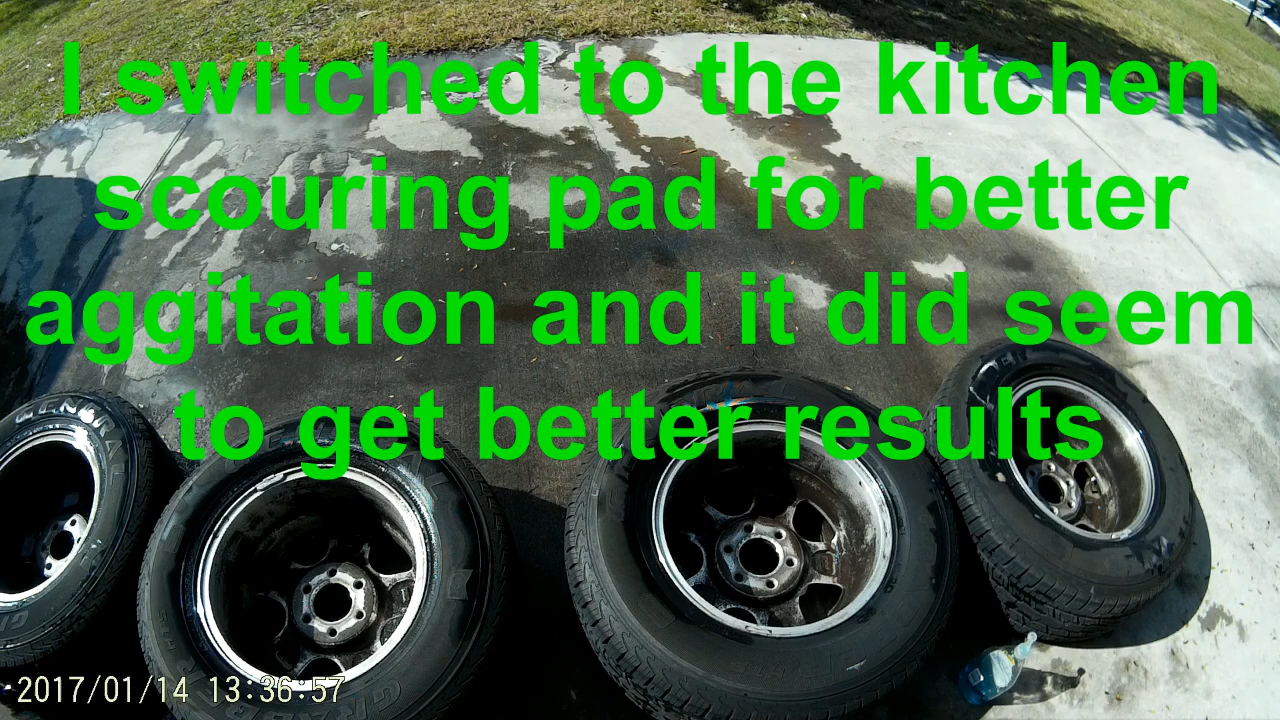 I switched to the kitchen
scouring pad for better
aggitation and it did seem
to get better results
GENERAL
2017/01/14 13:36:57